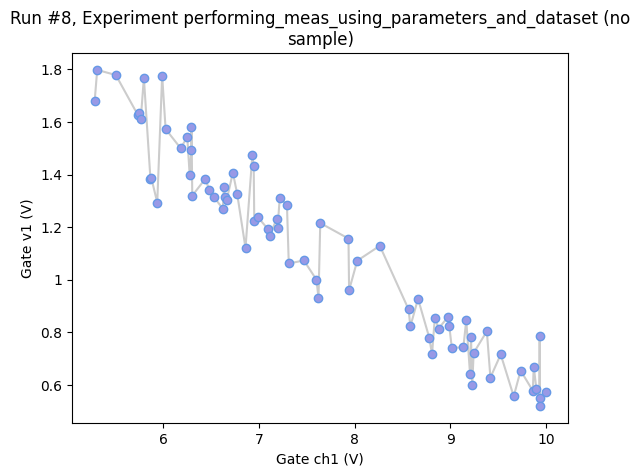 Run #8, Experiment performing_meas_using_parameters_and_dataset (no
sample)
1.8
1.6
1.4
1.2
1
0.8
0.6
Gate v1 (V)
6 7 8 9 10
Gate ch1 (V)